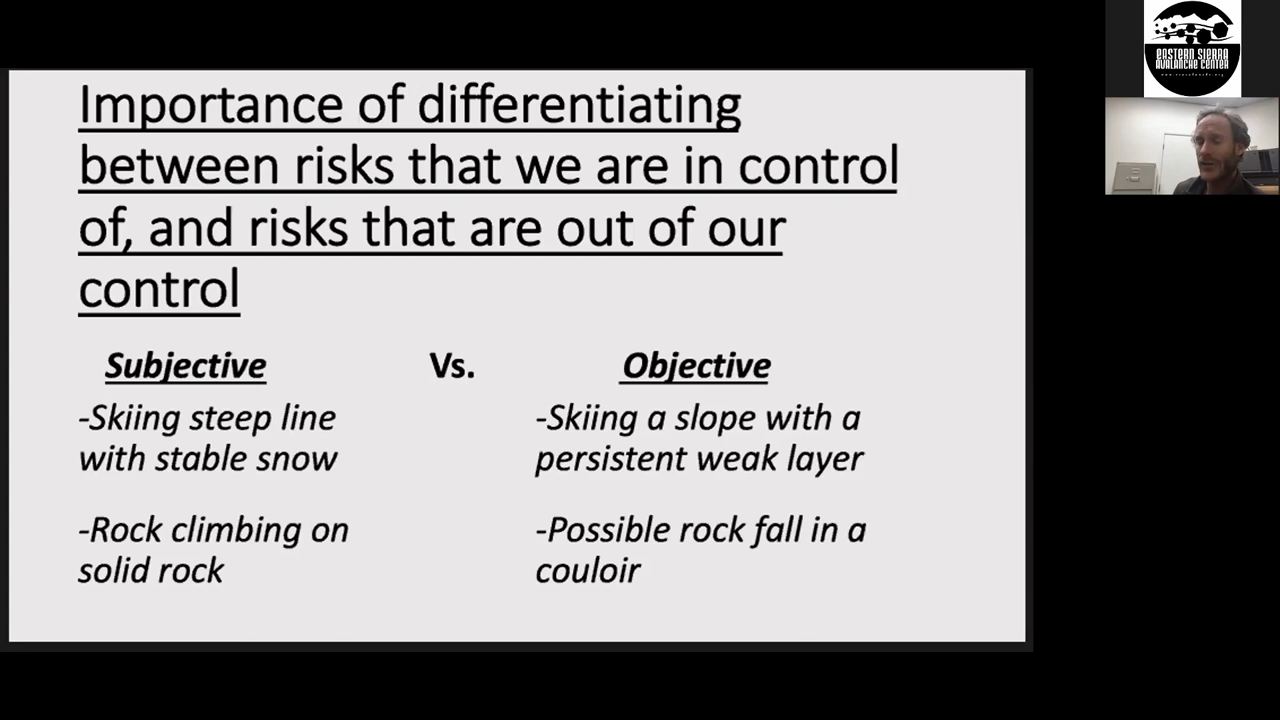 Importance of differentiating
between risks that we are in control
of, and risks that are out of our
control
Subjective Vs. Objective
-Skiing steep line
with stable snow
-Rock climbing on
solid rock
-Skiing a slope with a
persistent weak layer
-Possible rock fall in a
couloir
EASTERN SIERRA
AVALANCHE CENTER